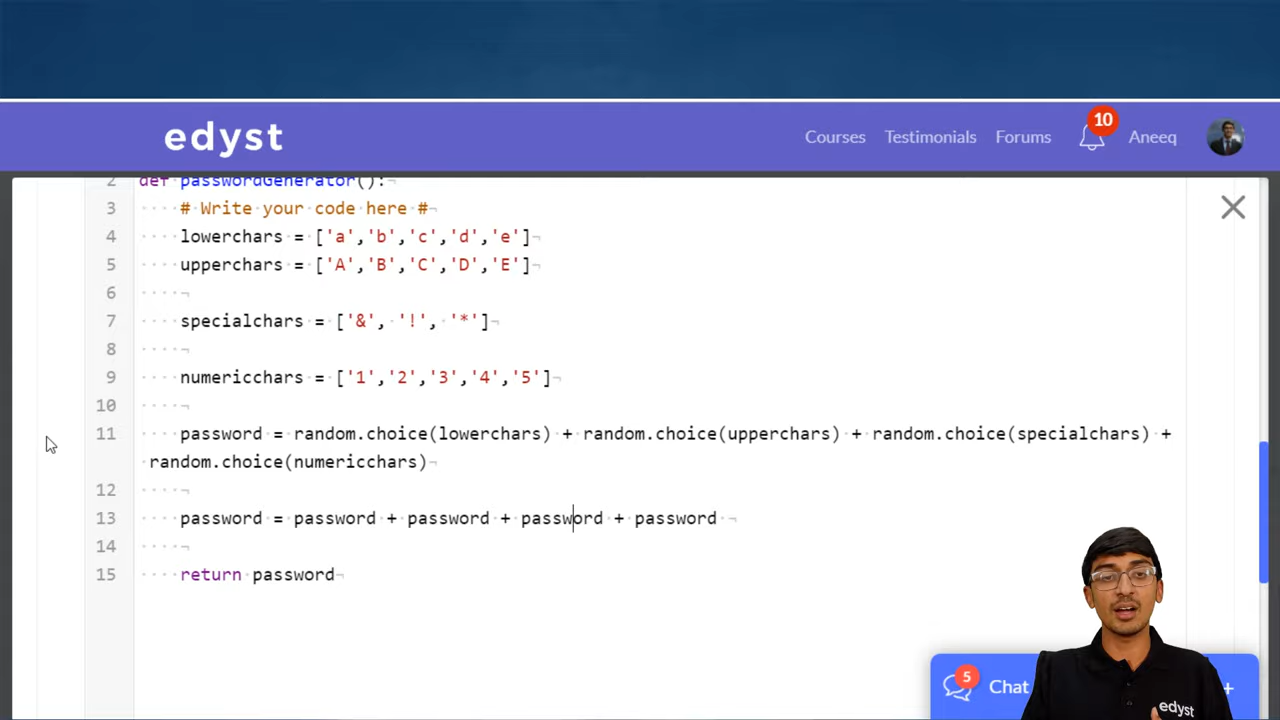 edyst
Courses Testimonials Forums 10 Aneeq
2 def passwordGenerator():
3 # Write your code here #
4 lowerchars = ['a','b','c','d','e']
5 upperchars = ['A','B','C','D','E']
6
7 specialchars = ['&', '!', '*']
8
9 numericchars = ['1','2','3','4','5']
10
11 password = random.choice(lowerchars) + random.choice(upperchars) + random.choice(specialchars) +
random.choice(numericchars)
12
13 password = password + password + password + password
14
15 return password
5 Chat +
edyst